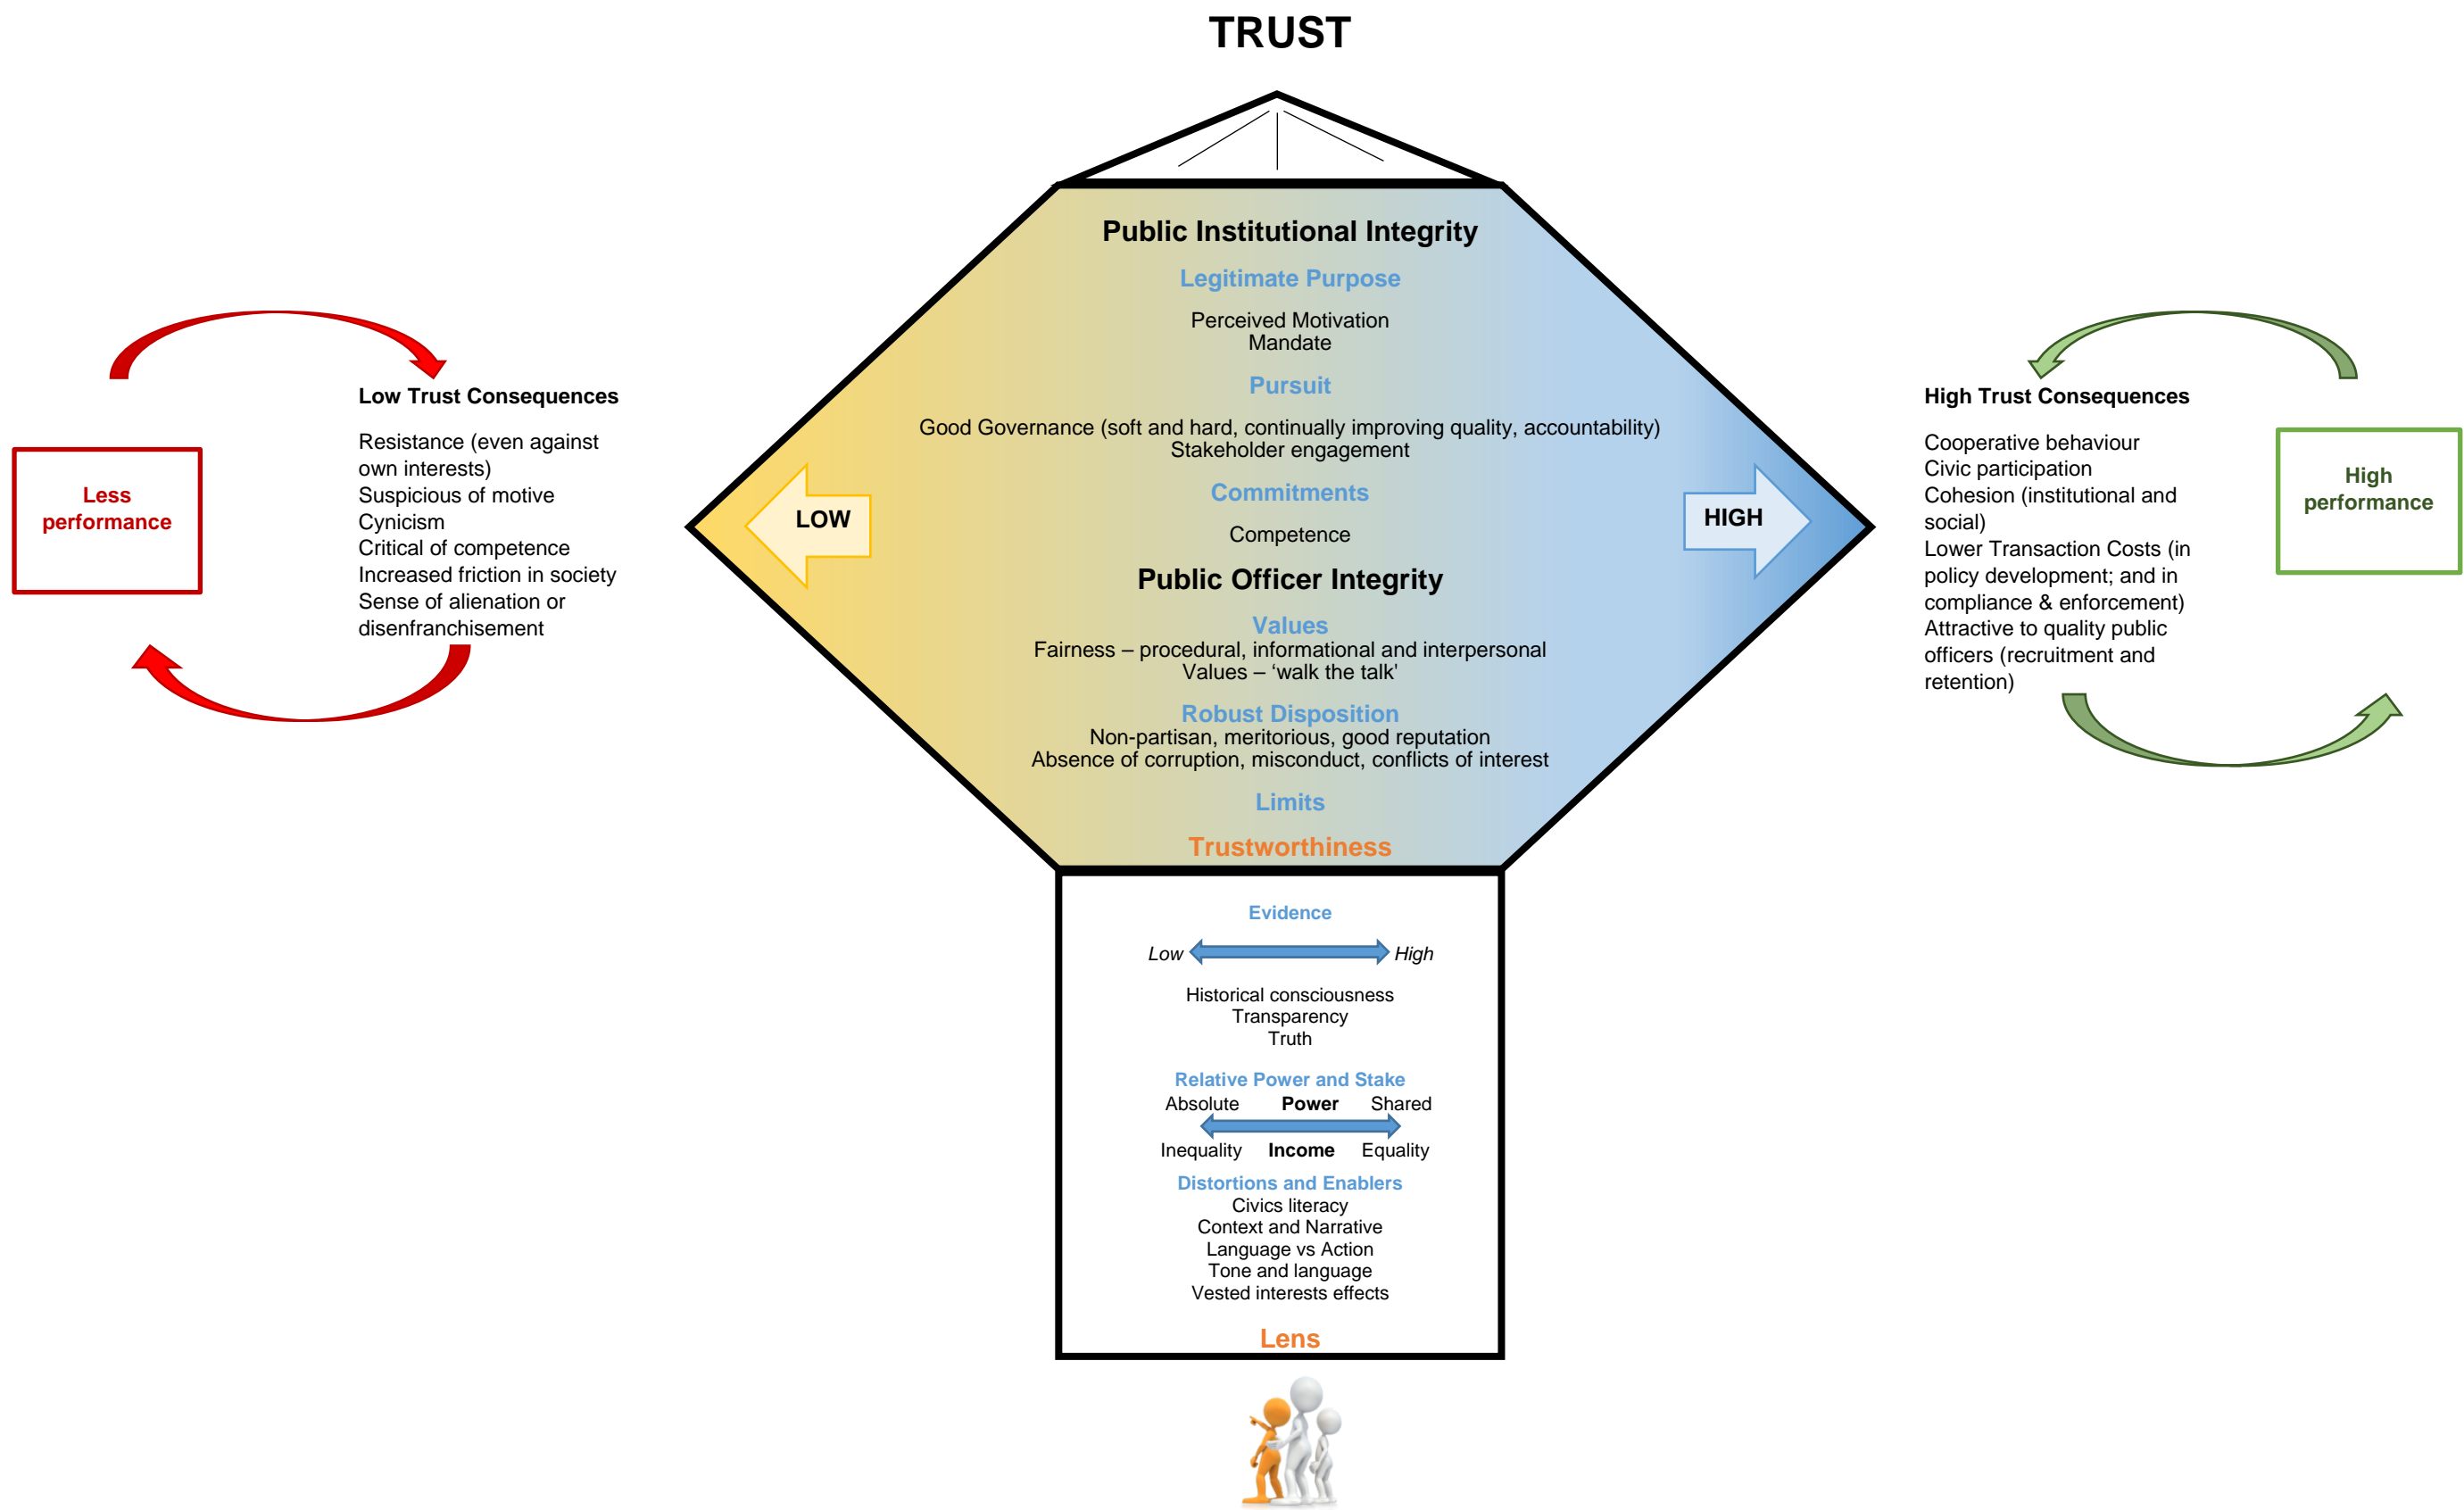 TRUST
Public Institutional Integrity
Legitimate Purpose
Perceived Motivation
Mandate
Pursuit
Good Governance (soft and hard, continually improving quality, accountability)
Stakeholder engagement
Commitments
Competence
Public Officer Integrity
Values
Fairness – procedural, informational and interpersonal
Values – ‘walk the talk’
Robust Disposition
Non-partisan, meritorious, good reputation
Absence of corruption, misconduct, conflicts of interest
Limits
Trustworthiness
LOW
HIGH
Less
performance
Low Trust Consequences
Resistance (even against
own interests)
Suspicious of motive
Cynicism
Critical of competence
Increased friction in society
Sense of alienation or
disenfranchisement
High Trust Consequences
Cooperative behaviour
Civic participation
Cohesion (institutional and
social)
Lower Transaction Costs (in
policy development; and in
compliance & enforcement)
Attractive to quality public
officers (recruitment and
retention)
High
performance
Evidence
Low High
Historical consciousness
Transparency
Truth
Relative Power and Stake
Absolute Power Shared
Inequality Income Equality
Distortions and Enablers
Civics literacy
Context and Narrative
Language vs Action
Tone and language
Vested interests effects
Lens